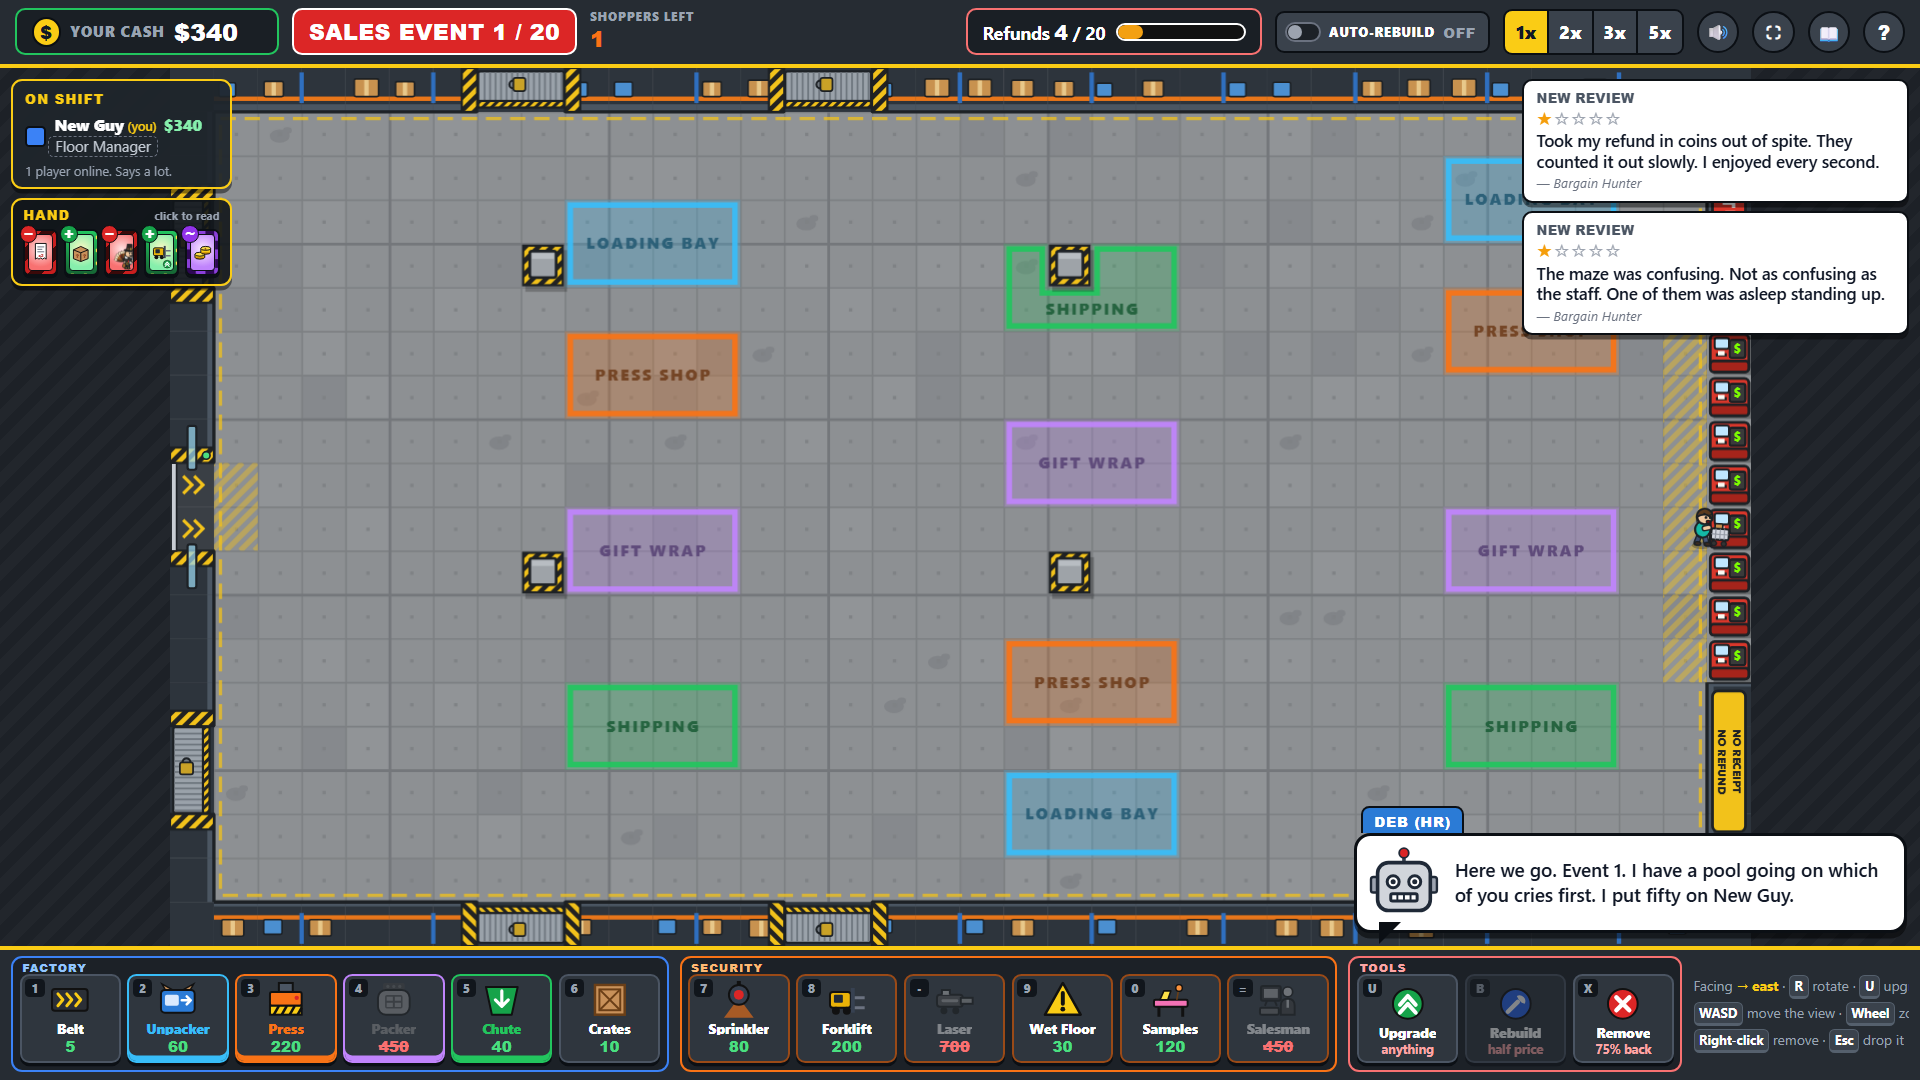 YOUR CASH $340
SALES EVENT 1 / 20
SHOPPERS LEFT
1
Refunds 4 / 20
AUTO-REBUILD OFF
1x 2x 3x 5x
?
ON SHIFT
New Guy (you) $340
Floor Manager
1 player online. Says a lot.
HAND click to read
NEW REVIEW
Took my refund in coins out of spite. They
counted it out slowly. I enjoyed every second.
— Bargain Hunter
NEW REVIEW
The maze was confusing. Not as confusing as
the staff. One of them was asleep standing up.
— Bargain Hunter
LOADING BAY
SHIPPING
PRESS SHOP
GIFT WRAP
GIFT WRAP
GIFT WRAP
PRESS SHOP
SHIPPING
SHIPPING
LOADING BAY
NO RECEIPT
NO REFUND
DEB (HR)
Here we go. Event 1. I have a pool going on which
of you cries first. I put fifty on New Guy.
FACTORY
1 Belt 5
2 Unpacker 60
3 Press 220
4 Packer 450
5 Chute 40
6 Crates 10
SECURITY
7 Sprinkler 80
8 Forklift 200
- Laser 700
9 Wet Floor 30
0 Samples 120
= Salesman 450
TOOLS
U Upgrade anything
B Rebuild half price
X Remove 75% back
Facing → east · R rotate · U upg
WASD move the view · Wheel
Right-click remove · Esc drop it